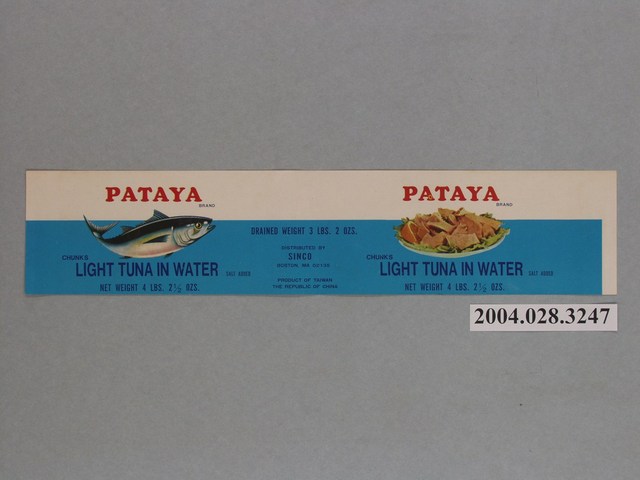 PATAYA
BRAND
CHUNKS
LIGHT TUNA IN WATER
SALT ADDED
NET WEIGHT 4 LBS. 2½ OZS.
DRAINED WEIGHT 3 LBS. 2 OZS.
DISTRIBUTED BY
SINCO
BOSTON, MA
PRODUCT OF TAIWAN
THE REPUBLIC OF CHINA
PATAYA
BRAND
CHUNKS
LIGHT TUNA IN WATER
SALT ADDED
NET WEIGHT 4 LBS. 2½ OZS.
2004.028.3247